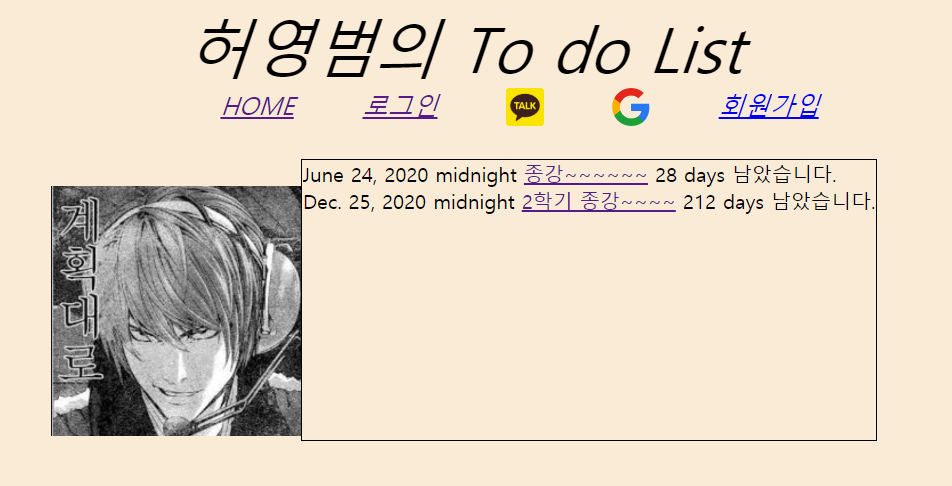 허영범의 To do List
HOME 로그인 TALK 회원가입
June 24, 2020 midnight 종강~~~~~~ 28 days 남았습니다.
Dec. 25, 2020 midnight 2학기 종강~~~~ 212 days 남았습니다.
계획대로